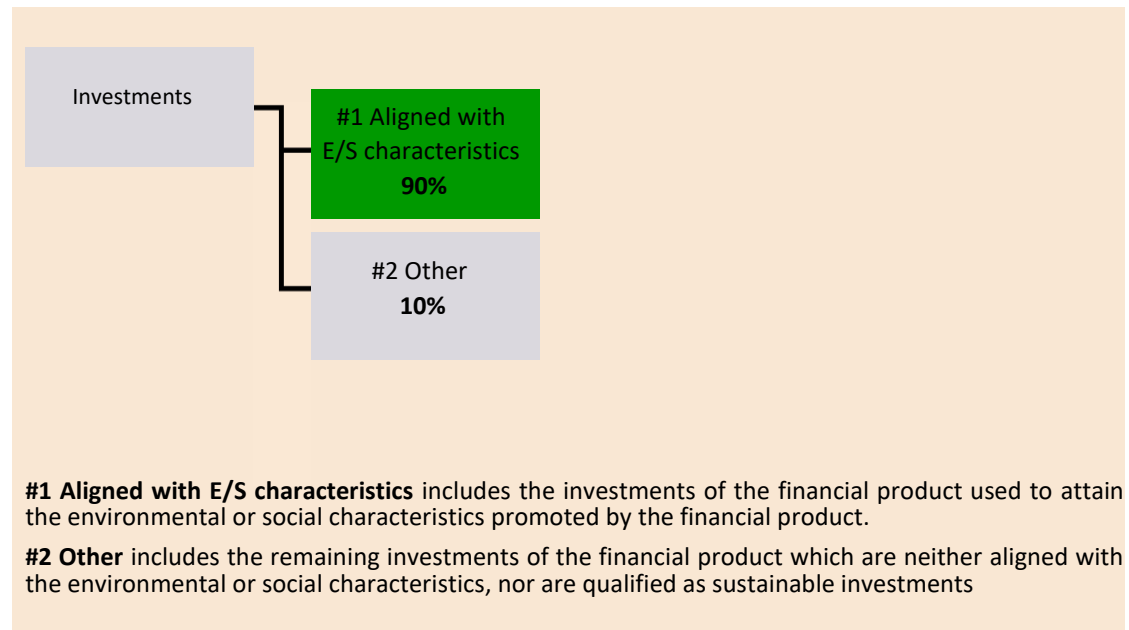 Investments
#1 Aligned with
E/S characteristics
90%
#2 Other
10%
#1 Aligned with E/S characteristics includes the investments of the financial product used to attain
the environmental or social characteristics promoted by the financial product.
#2 Other includes the remaining investments of the financial product which are neither aligned with
the environmental or social characteristics, nor are qualified as sustainable investments